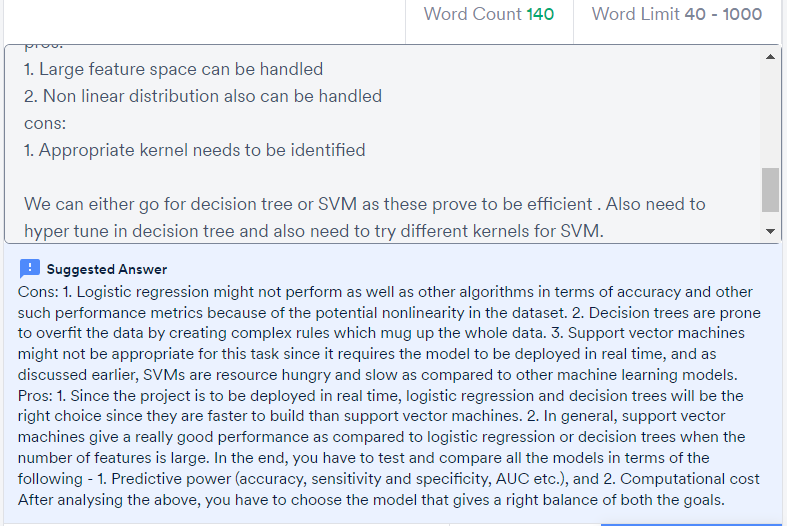 Word Count 140 Word Limit 40 - 1000
pros:
1. Large feature space can be handled
2. Non linear distribution also can be handled
cons:
1. Appropriate kernel needs to be identified
We can either go for decision tree or SVM as these prove to be efficient . Also need to
hyper tune in decision tree and also need to try different kernels for SVM.
Suggested Answer
Cons: 1. Logistic regression might not perform as well as other algorithms in terms of accuracy and other
such performance metrics because of the potential nonlinearity in the dataset. 2. Decision trees are prone
to overfit the data by creating complex rules which mug up the whole data. 3. Support vector machines
might not be appropriate for this task since it requires the model to be deployed in real time, and as
discussed earlier, SVMs are resource hungry and slow as compared to other machine learning models.
Pros: 1. Since the project is to be deployed in real time, logistic regression and decision trees will be the
right choice since they are faster to build than support vector machines. 2. In general, support vector
machines give a really good performance as compared to logistic regression or decision trees when the
number of features is large. In the end, you have to test and compare all the models in terms of the
following - 1. Predictive power (accuracy, sensitivity and specificity, AUC etc.), and 2. Computational cost
After analysing the above, you have to choose the model that gives a right balance of both the goals.